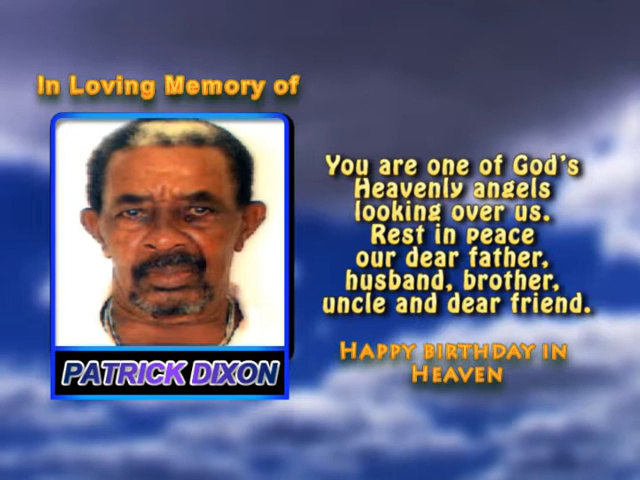 In Loving Memory of
PATRICK DIXON
You are one of God's
Heavenly angels
looking over us.
Rest in peace
our dear father,
husband, brother,
uncle and dear friend.
HAPPY BIRTHDAY IN
HEAVEN